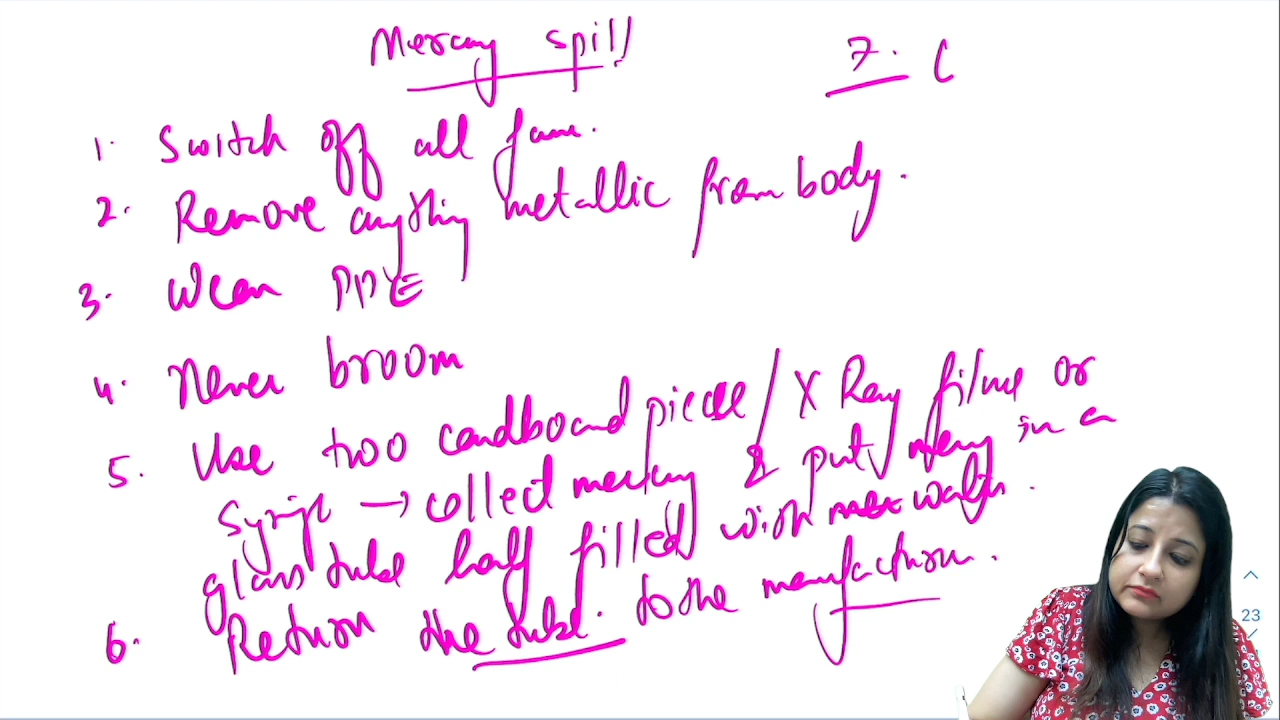 Mercury spill
7. C
1. Switch off all fans.
2. Remove anything metallic from body.
3. Wear PPE
4. Never broom
5. Use two cardboard pieces / X Ray films or
Syringe → collect mercury & put mercury in a
glass tube half filled with water.
6. Return the tube to the manufacturer.
23